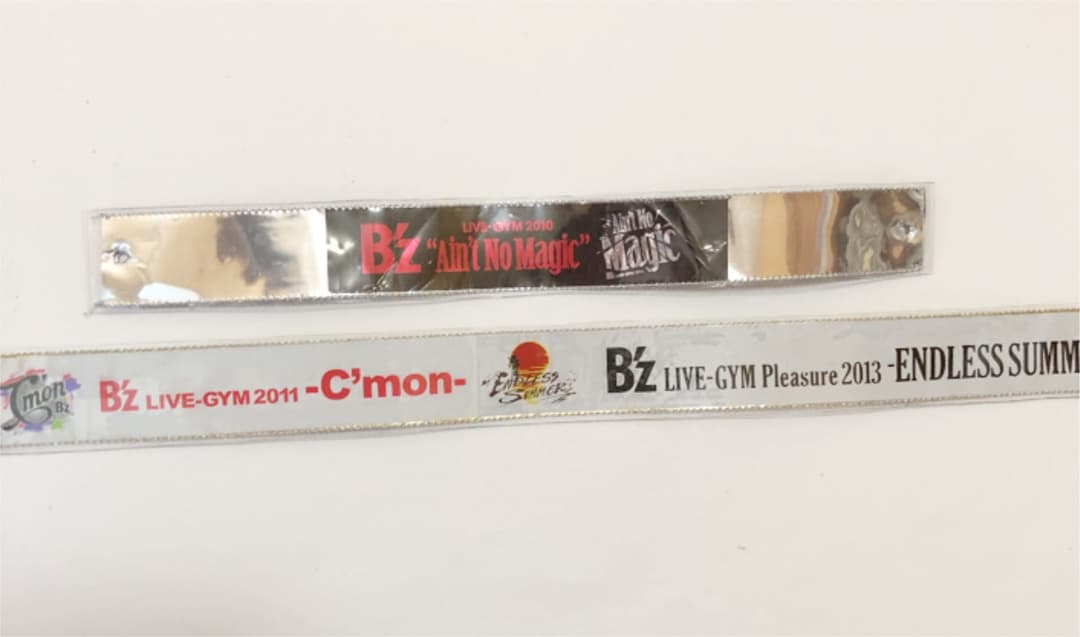 LIVE-GYM 2010
B'z "Ain't No Magic"
Ain't No
Magic
C'mon
B'z
B'z LIVE-GYM 2011 -C'mon-
ENDLESS
SUMMER
B'z LIVE-GYM Pleasure 2013 -ENDLESS SUMM